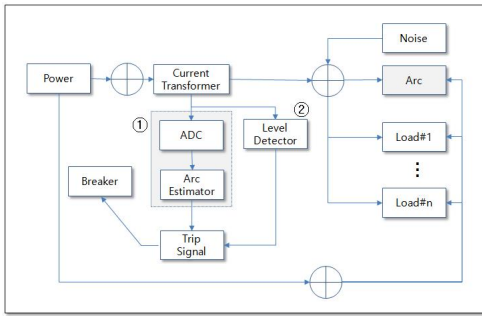 Noise
Power
Current
Transformer
Arc
①
②
ADC
Level
Detector
Load#1
⋮
Breaker
Arc
Estimator
Load#n
Trip
Signal